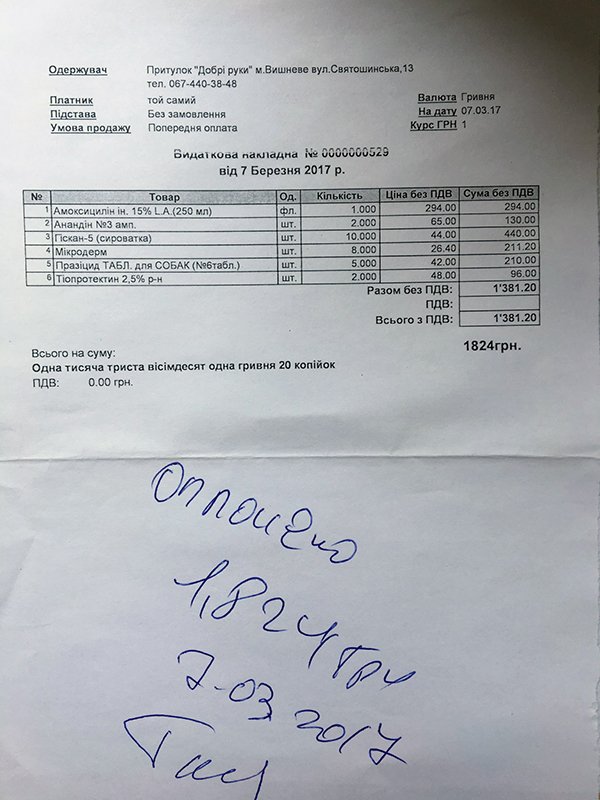 Одержувач Притулок "Добрі руки" м.Вишневе вул.Святошинська,13
тел. 067-440-38-48
Платник той самий Валюта Гривня
Підстава Без замовлення На дату 07.03.17
Умова продажу Попередня оплата Курс ГРН 1
Видаткова накладна № 0000000529
від 7 Березня 2017 р.
№ Товар Од. Кількість Ціна без ПДВ Сума без ПДВ
1 Амоксицилін ін. 15% L.A.(250 мл) фл. 1.000 294.00 294.00
2 Анандін №3 амп. шт. 2.000 65.00 130.00
3 Гіскан-5 (сироватка) шт. 10.000 44.00 440.00
4 Мікродерм шт. 8.000 26.40 211.20
5 Празіцид ТАБЛ. для СОБАК (№6табл.) шт. 5.000 42.00 210.00
6 Тіопротектин 2,5% р-н шт. 2.000 48.00 96.00
Разом без ПДВ: 1'381.20
ПДВ:
Всього з ПДВ: 1'381.20
1824грн.
Всього на суму:
Одна тисяча триста вісімдесят одна гривня 20 копійок
ПДВ: 0.00 грн.
1,824 грн
7-03 2017